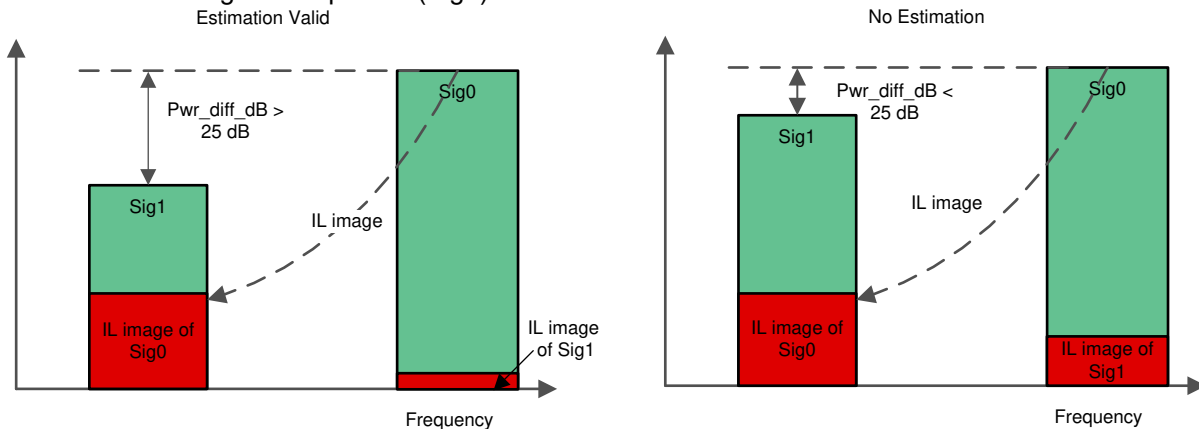 Estimation Valid
Pwr_diff_dB >
25 dB
Sig0
Sig1
IL image
IL image of
Sig0
IL image
of Sig1
Frequency
No Estimation
Pwr_diff_dB <
25 dB
Sig0
Sig1
IL image
IL image of
Sig0
IL image of
Sig1
Frequency